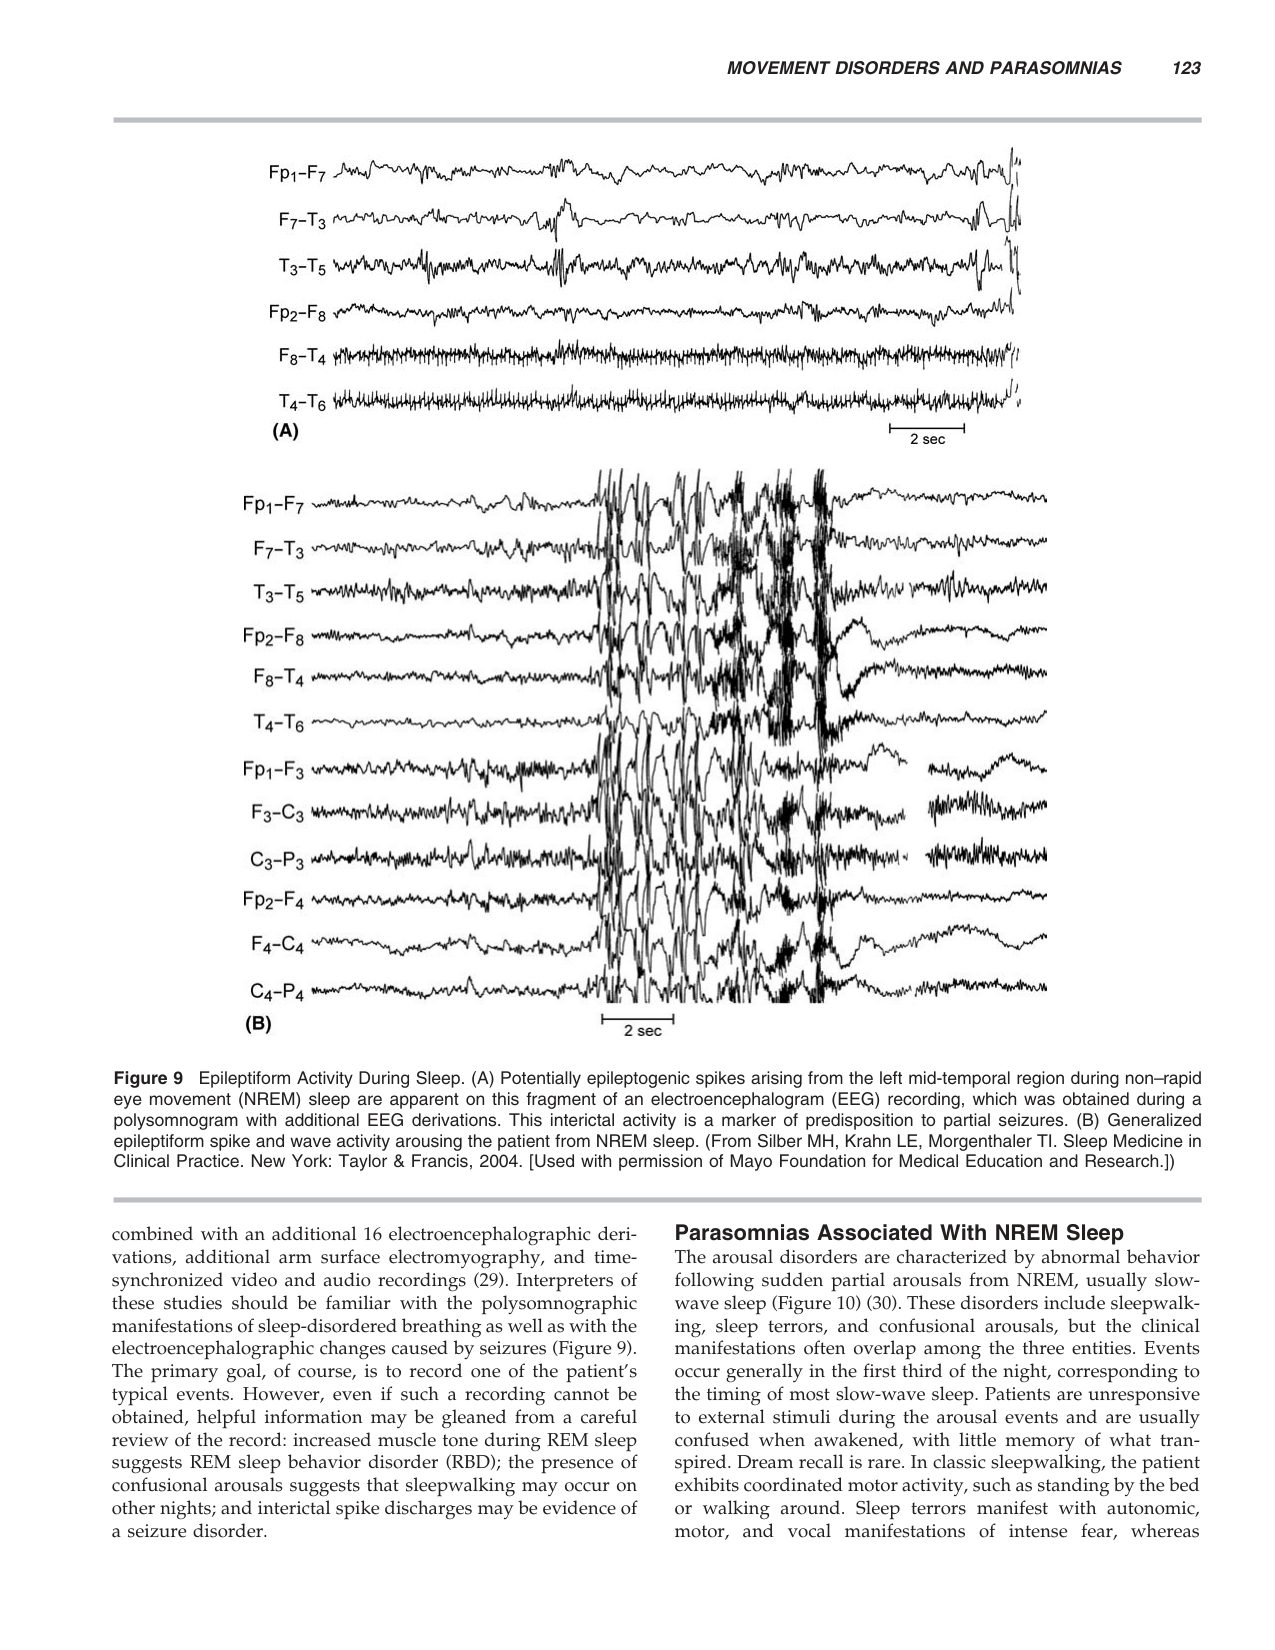 MOVEMENT DISORDERS AND PARASOMNIAS 123
Fp1–F7
F7–T3
T3–T5
Fp2–F8
F8–T4
T4–T6
(A)
2 sec
Fp1–F7
F7–T3
T3–T5
Fp2–F8
F8–T4
T4–T6
Fp1–F3
F3–C3
C3–P3
Fp2–F4
F4–C4
C4–P4
(B)
2 sec
Figure 9 Epileptiform Activity During Sleep. (A) Potentially epileptogenic spikes arising from the left mid-temporal region during non–rapid
eye movement (NREM) sleep are apparent on this fragment of an electroencephalogram (EEG) recording, which was obtained during a
polysomnogram with additional EEG derivations. This interictal activity is a marker of predisposition to partial seizures. (B) Generalized
epileptiform spike and wave activity arousing the patient from NREM sleep. (From Silber MH, Krahn LE, Morgenthaler TI. Sleep Medicine in
Clinical Practice. New York: Taylor & Francis, 2004. [Used with permission of Mayo Foundation for Medical Education and Research.])
combined with an additional 16 electroencephalographic deri-
vations, additional arm surface electromyography, and time-
synchronized video and audio recordings (29). Interpreters of
these studies should be familiar with the polysomnographic
manifestations of sleep-disordered breathing as well as with the
electroencephalographic changes caused by seizures (Figure 9).
The primary goal, of course, is to record one of the patient's
typical events. However, even if such a recording cannot be
obtained, helpful information may be gleaned from a careful
review of the record: increased muscle tone during REM sleep
suggests REM sleep behavior disorder (RBD); the presence of
confusional arousals suggests that sleepwalking may occur on
other nights; and interictal spike discharges may be evidence of
a seizure disorder.
Parasomnias Associated With NREM Sleep
The arousal disorders are characterized by abnormal behavior
following sudden partial arousals from NREM, usually slow-
wave sleep (Figure 10) (30). These disorders include sleepwalk-
ing, sleep terrors, and confusional arousals, but the clinical
manifestations often overlap among the three entities. Events
occur generally in the first third of the night, corresponding to
the timing of most slow-wave sleep. Patients are unresponsive
to external stimuli during the arousal events and are usually
confused when awakened, with little memory of what tran-
spired. Dream recall is rare. In classic sleepwalking, the patient
exhibits coordinated motor activity, such as standing by the bed
or walking around. Sleep terrors manifest with autonomic,
motor, and vocal manifestations of intense fear, whereas